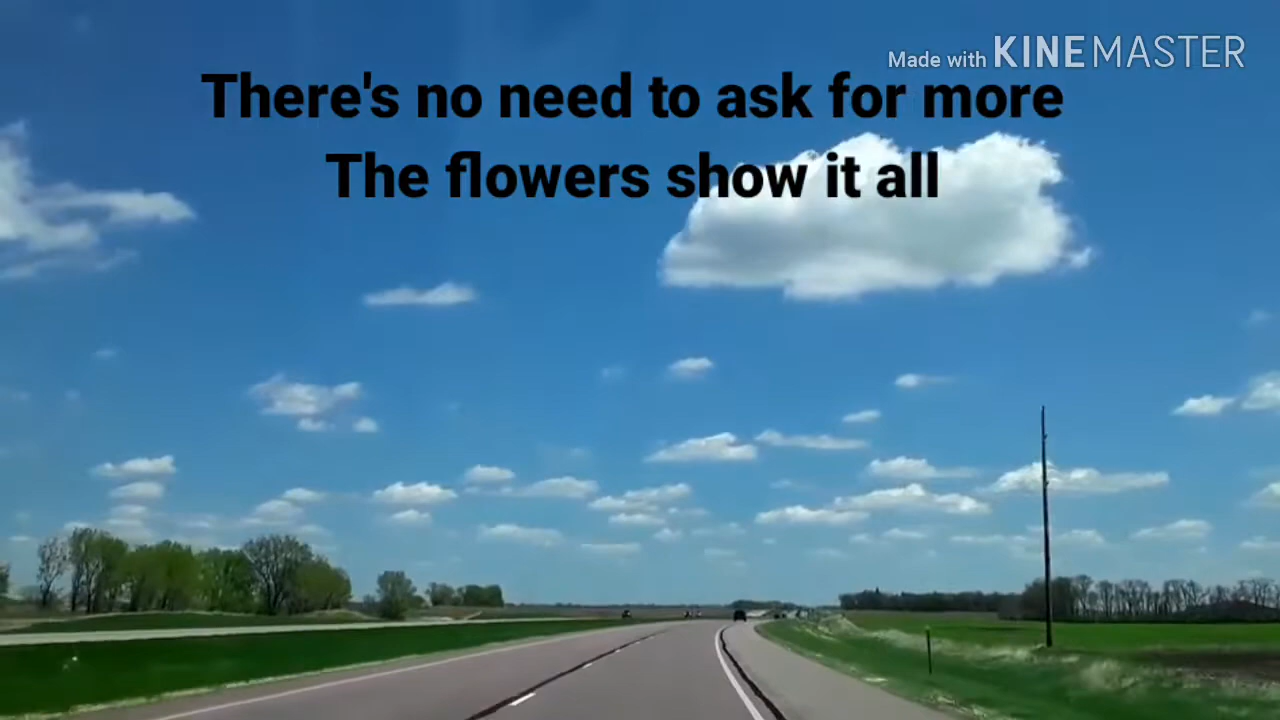 Made with KINEMASTER
There's no need to ask for more
The flowers show it all